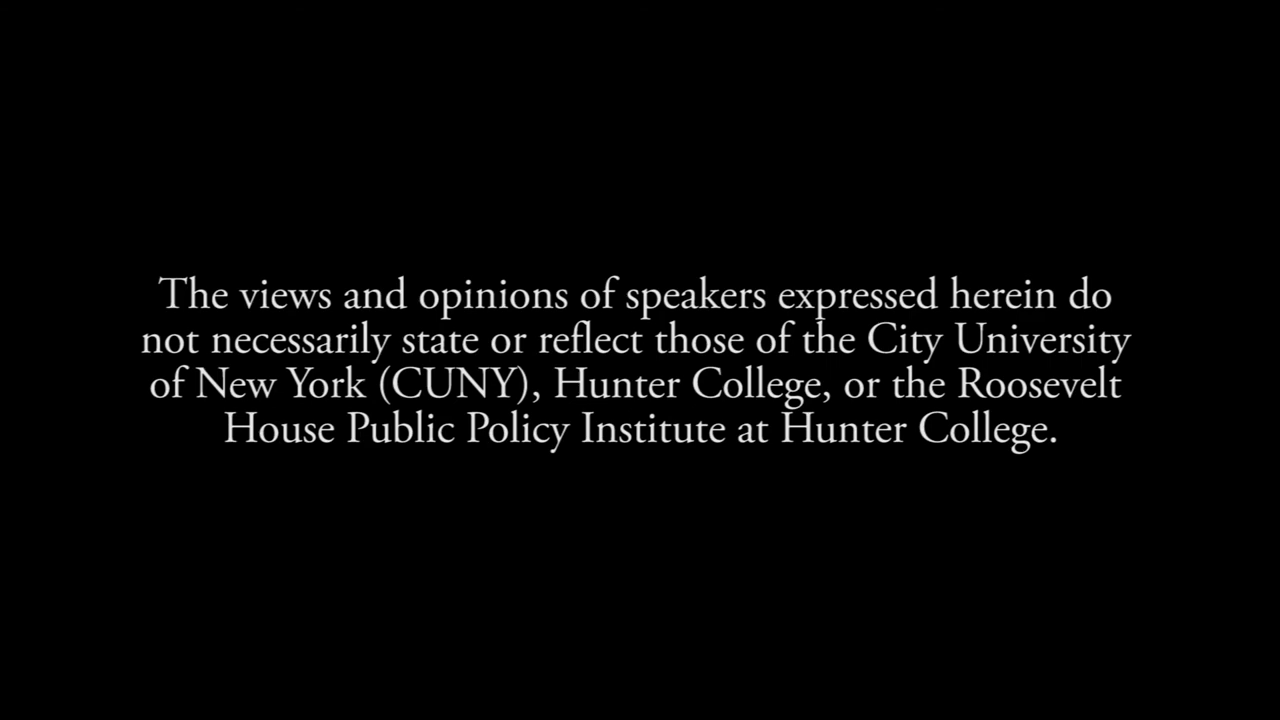 The views and opinions of speakers expressed herein do
not necessarily state or reflect those of the City University
of New York (CUNY), Hunter College, or the Roosevelt
House Public Policy Institute at Hunter College.